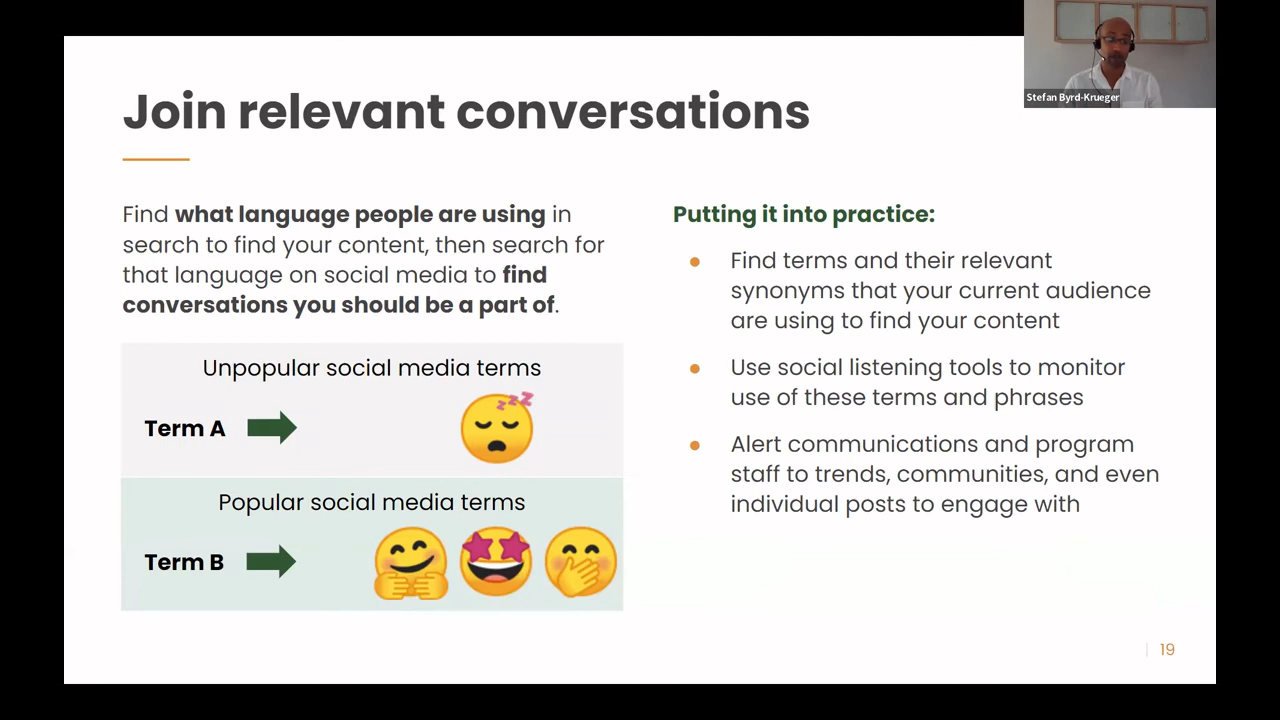 Join relevant conversations
Find what language people are using in
search to find your content, then search for
that language on social media to find
conversations you should be a part of.
Unpopular social media terms
Term A
Popular social media terms
Term B
Putting it into practice:
● Find terms and their relevant
synonyms that your current audience
are using to find your content
● Use social listening tools to monitor
use of these terms and phrases
● Alert communications and program
staff to trends, communities, and even
individual posts to engage with
19
Stefan Byrd-Krueger